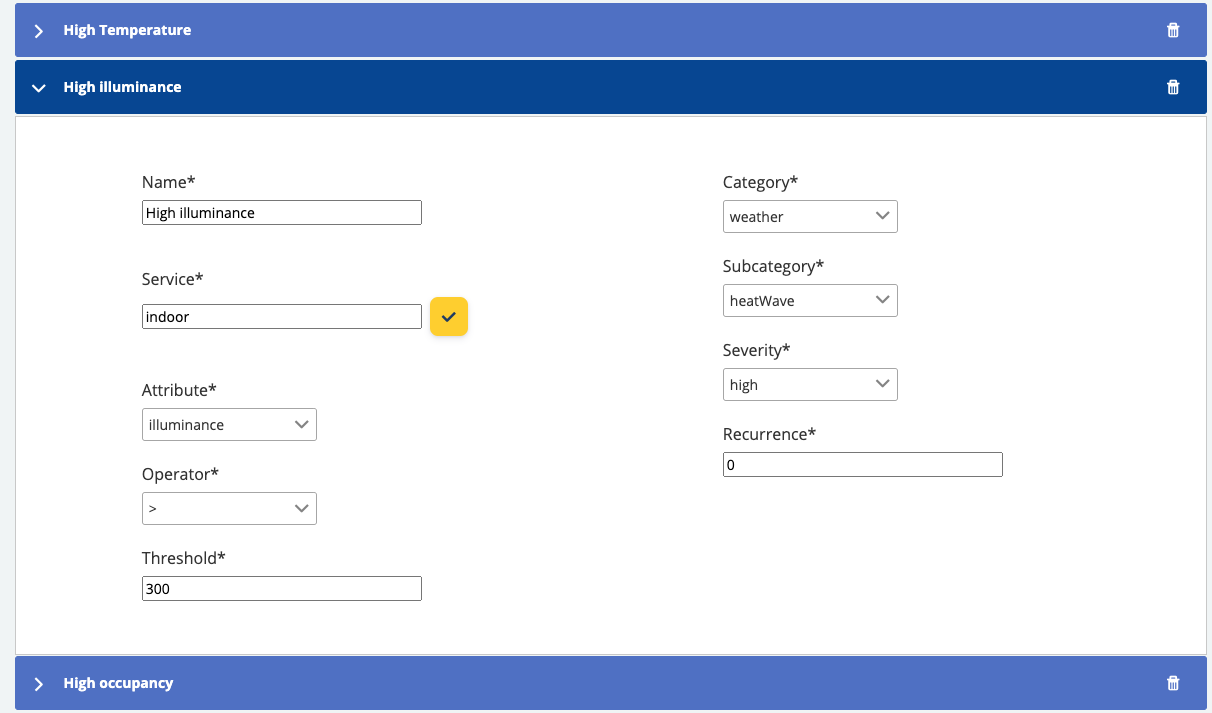 High Temperature
High illuminance
Name*
High illuminance
Service*
indoor
Attribute*
illuminance
Operator*
>
Threshold*
300
Category*
weather
Subcategory*
heatWave
Severity*
high
Recurrence*
0
High occupancy